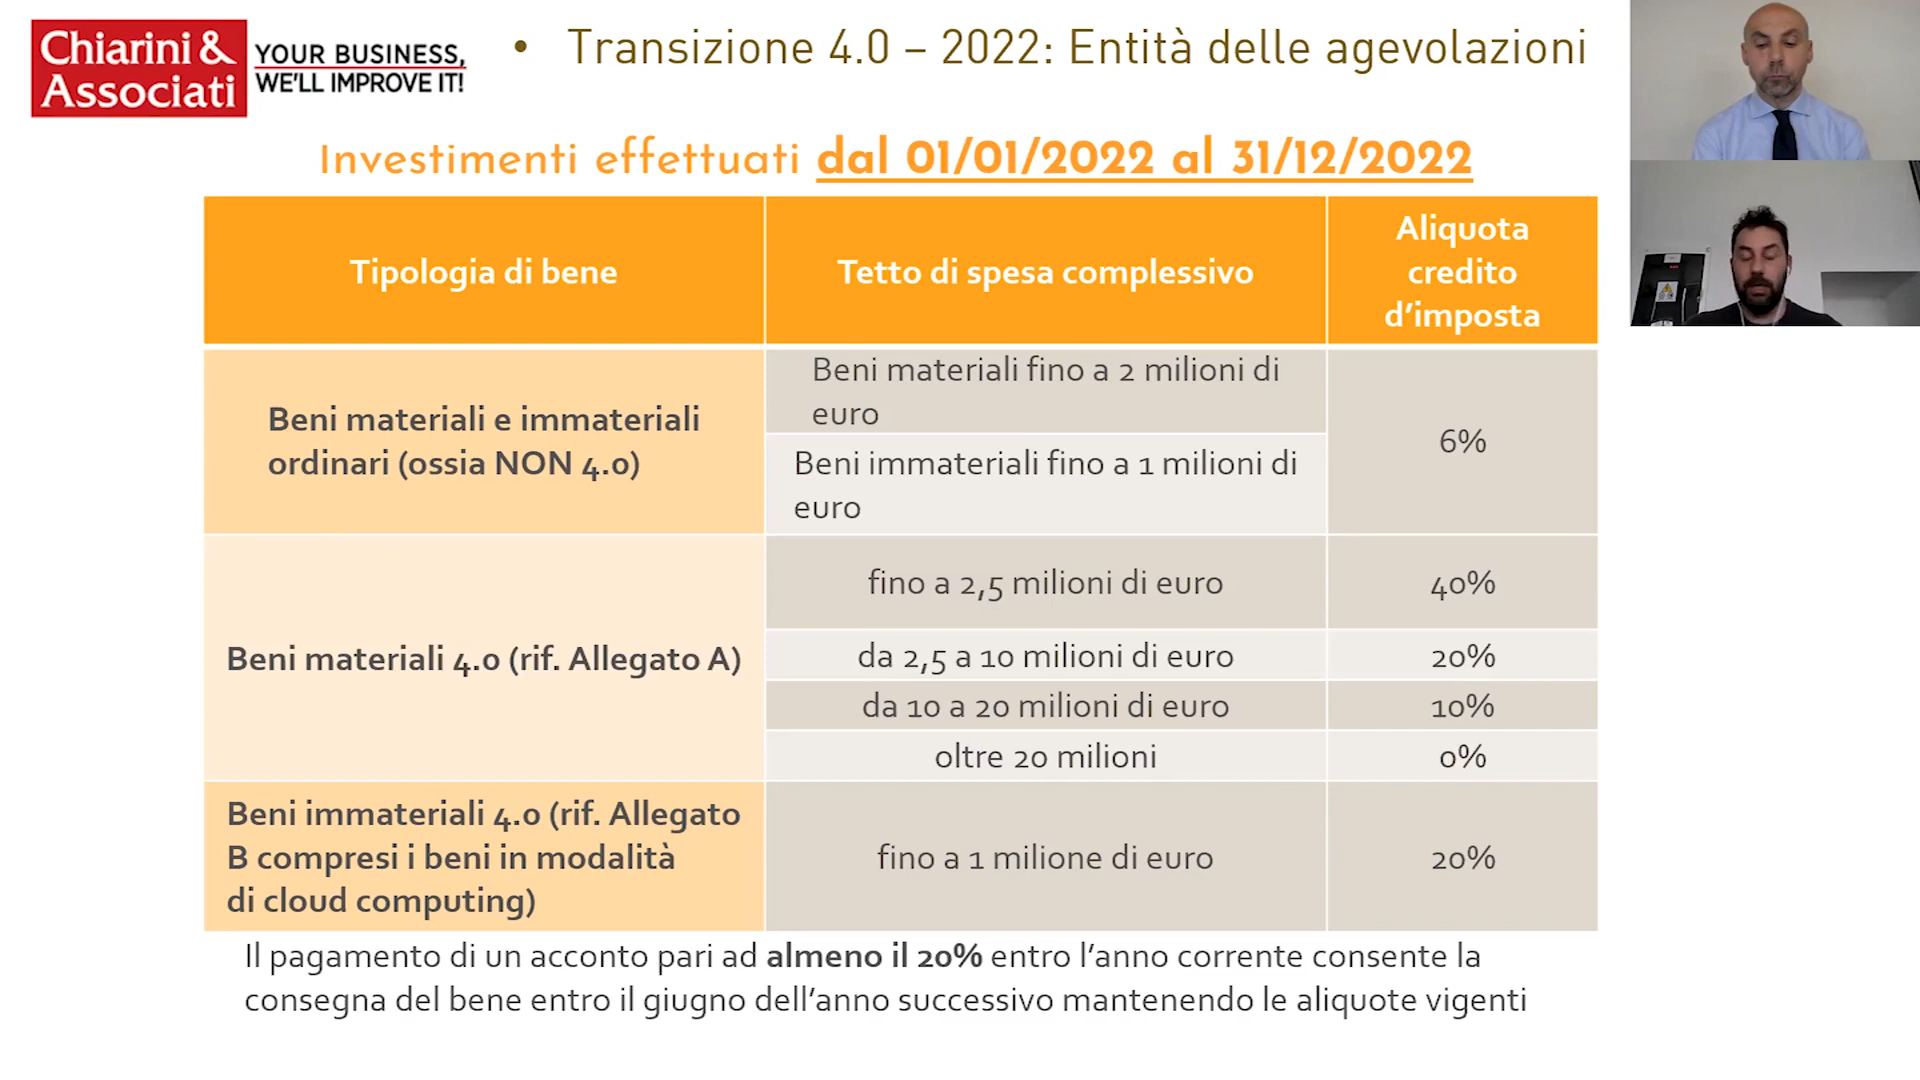 Chiarini &
Associati
YOUR BUSINESS,
WE'LL IMPROVE IT!
• Transizione 4.0 – 2022: Entità delle agevolazioni
Investimenti effettuati dal 01/01/2022 al 31/12/2022
Tipologia di bene
Tetto di spesa complessivo
Aliquota
credito
d’imposta
Beni materiali e immateriali
ordinari (ossia NON 4.0)
Beni materiali fino a 2 milioni di
euro
Beni immateriali fino a 1 milioni di
euro
6%
Beni materiali 4.0 (rif. Allegato A)
fino a 2,5 milioni di euro
40%
da 2,5 a 10 milioni di euro
20%
da 10 a 20 milioni di euro
10%
oltre 20 milioni
0%
Beni immateriali 4.0 (rif. Allegato
B compresi i beni in modalità
di cloud computing)
fino a 1 milione di euro
20%
Il pagamento di un acconto pari ad almeno il 20% entro l’anno corrente consente la
consegna del bene entro il giugno dell’anno successivo mantenendo le aliquote vigenti